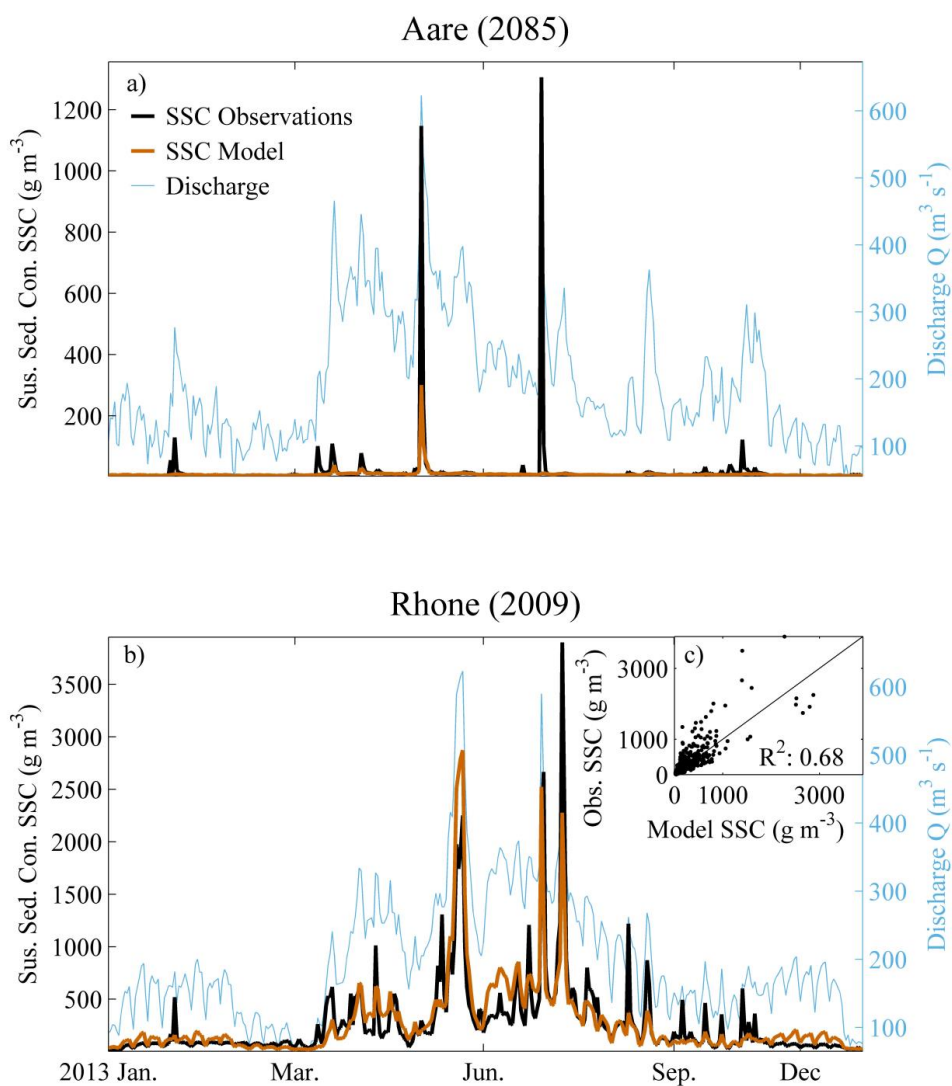 Aare (2085)
a)
SSC Observations
SSC Model
Discharge
Sus. Sed. Con. SSC (g m⁻³)
1200
1000
800
600
400
200
600
500
400
300
200
100
Discharge Q (m³ s⁻¹)
Rhone (2009)
b)
Sus. Sed. Con. SSC (g m⁻³)
3500
3000
2500
2000
1500
1000
500
c)
Obs. SSC (g m⁻³)
3000
1000
0
R²: 0.68
0 1000 3000
Model SSC (g m⁻³)
600
500
400
300
200
100
Discharge Q (m³ s⁻¹)
2013 Jan. Mar. Jun. Sep. Dec